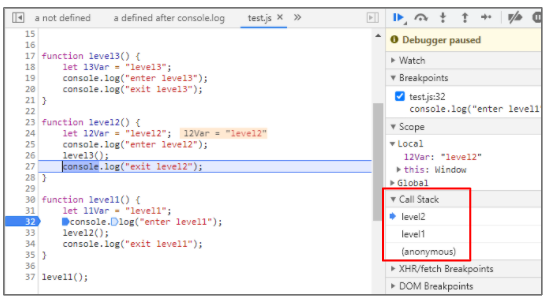 a not defined a defined after console.log test.js × »
15
16
17 function level3() {
18 let l3Var = "level3";
19 console.log("enter level3");
20 console.log("exit level3");
21 }
22
23 function level2() {
24 let l2Var = "level2"; l2Var = "level2"
25 console.log("enter level2");
26 level3();
27 console.log("exit level2");
28 }
29
30 function level1() {
31 let l1Var = "level1";
32 console.log("enter level1");
33 level2();
34 console.log("exit level1");
35 }
36
37 level1();
Debugger paused
Watch
Breakpoints
test.js:32
console.log("enter level1
Scope
Local
l2Var: "level2"
this: Window
Global
Call Stack
level2
level1
(anonymous)
XHR/fetch Breakpoints
DOM Breakpoints